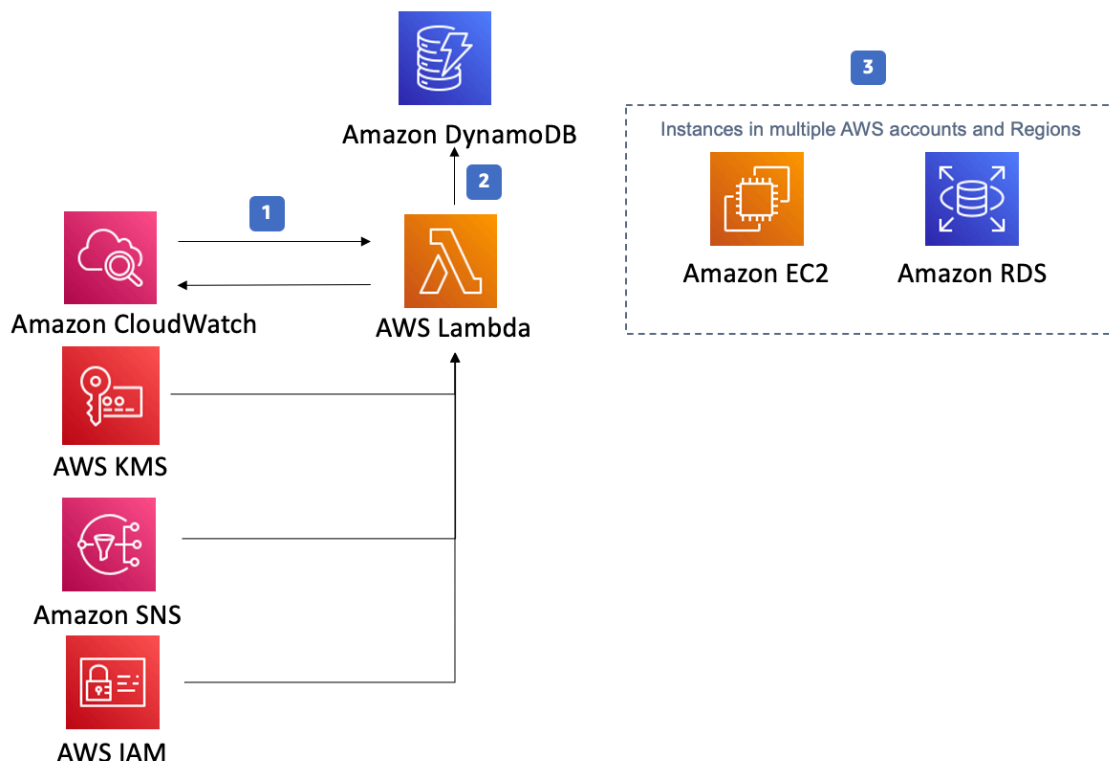 3
Amazon DynamoDB
Instances in multiple AWS accounts and Regions
2
1
Amazon EC2
Amazon RDS
Amazon CloudWatch
AWS Lambda
AWS KMS
Amazon SNS
AWS IAM